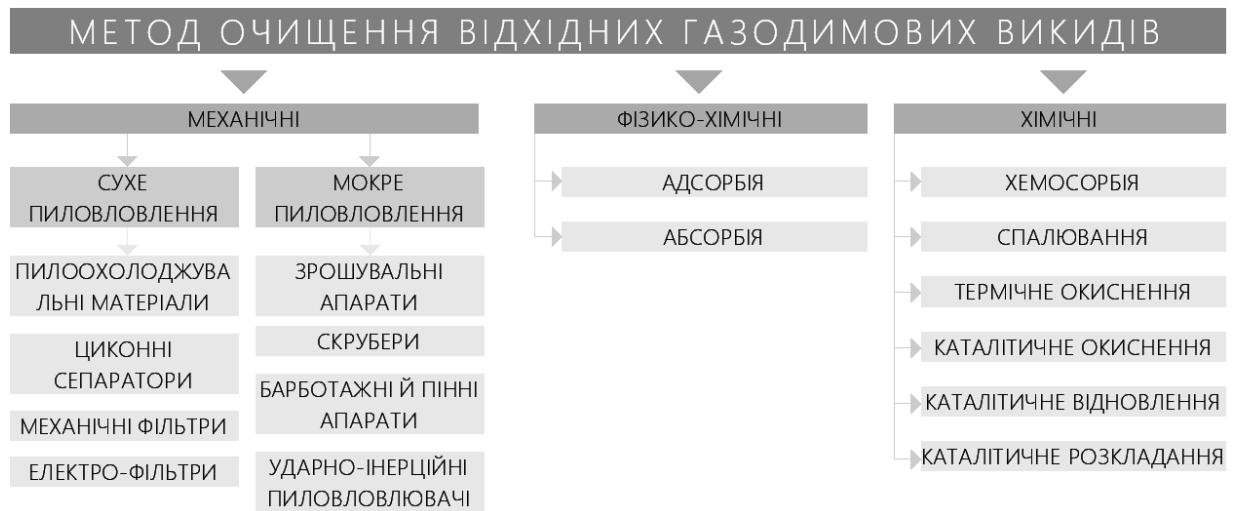 МЕТОД ОЧИЩЕННЯ ВІДХІДНИХ ГАЗОДИМОВИХ ВИКИДІВ
МЕХАНІЧНІ
СУХЕ
ПИЛОВЛОВЛЕННЯ
ПИЛООХОЛОДЖУВА
ЛЬНІ МАТЕРІАЛИ
ЦИКОННІ
СЕПАРАТОРИ
МЕХАНІЧНІ ФІЛЬТРИ
ЕЛЕКТРО-ФІЛЬТРИ
МОКРЕ
ПИЛОВЛОВЛЕННЯ
ЗРОШУВАЛЬНІ
АПАРАТИ
СКРУБЕРИ
БАРБОТАЖНІ Й ПІННІ
АПАРАТИ
УДАРНО-ІНЕРЦІЙНІ
ПИЛОВЛОВЛЮВАЧІ
ФІЗИКО-ХІМІЧНІ
АДСОРБІЯ
АБСОРБІЯ
ХІМІЧНІ
ХЕМОСОРБІЯ
СПАЛЮВАННЯ
ТЕРМІЧНЕ ОКИСНЕННЯ
КАТАЛІТИЧНЕ ОКИСНЕННЯ
КАТАЛІТИЧНЕ ВІДНОВЛЕННЯ
КАТАЛІТИЧНЕ РОЗКЛАДАННЯ